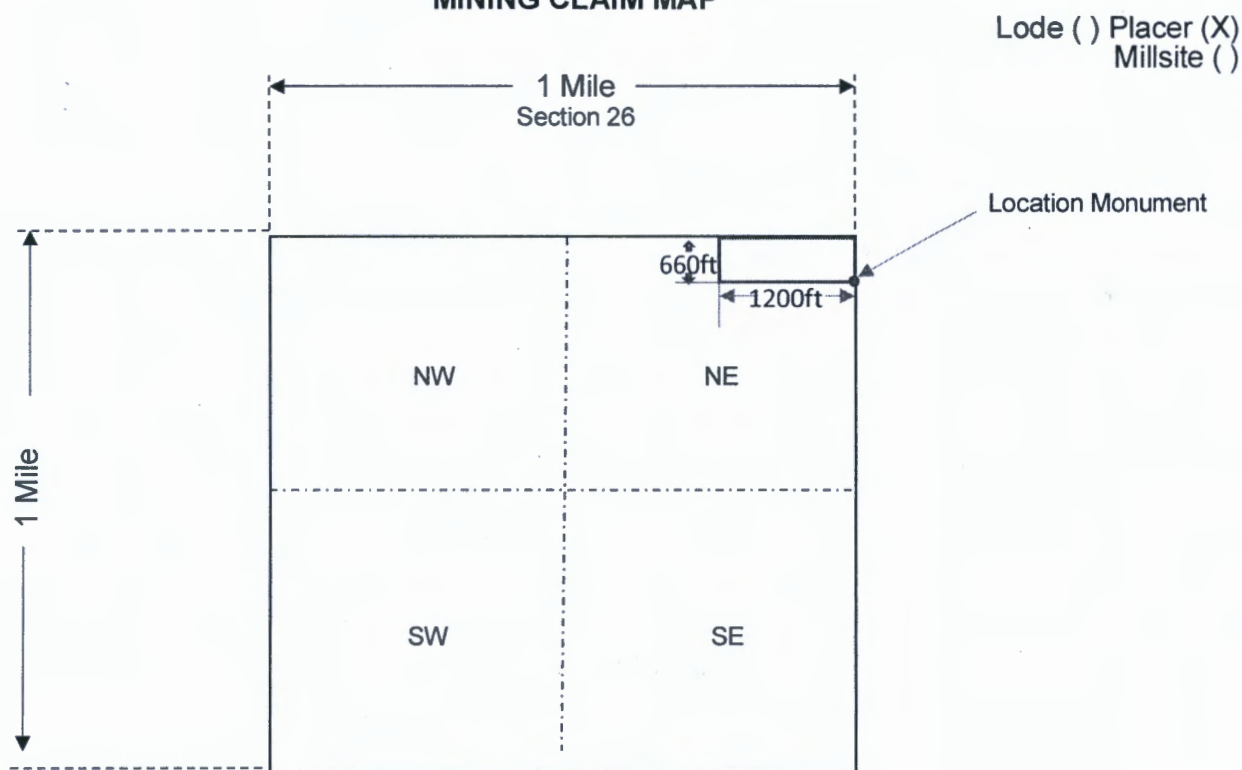 MINING CLAIM MAP
Lode ( ) Placer (X)
Millsite ( )
1 Mile
Section 26
Location Monument
660ft
1200ft
NW
NE
1 Mile
SW
SE